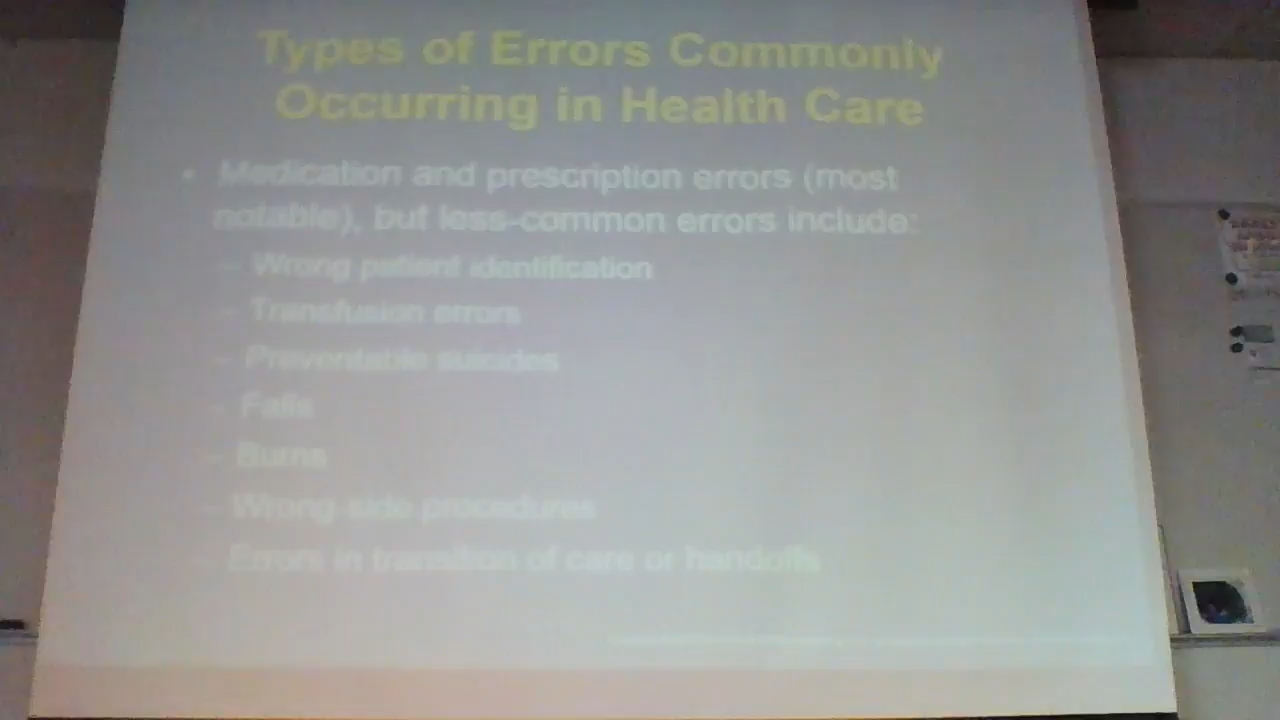 Types of Errors Commonly
Occurring in Health Care
• Medication and prescription errors (most
notable), but less-common errors include:
– Wrong patient identification
– Transfusion errors
– Preventable suicides
– Falls
– Burns
– Wrong-side procedures
– Errors in transition of care or handoffs